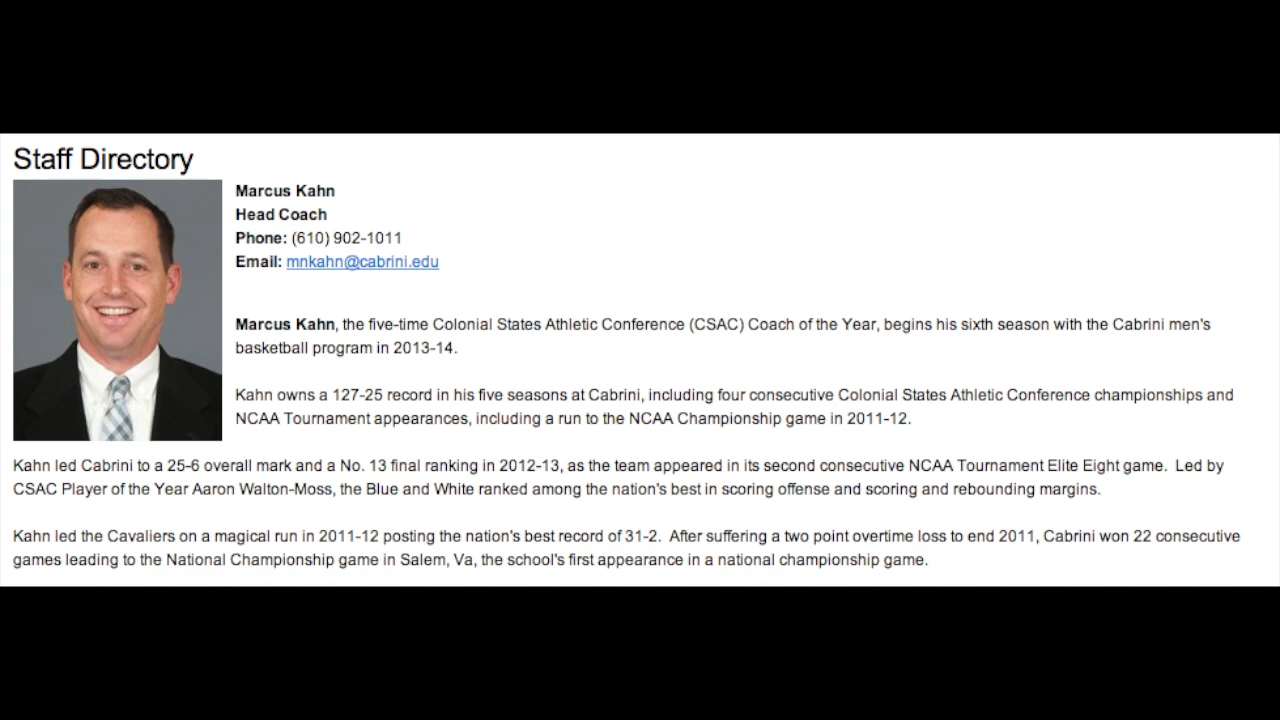 Staff Directory
Marcus Kahn
Head Coach
Phone: (610) 902-1011
Email: mnkahn@cabrini.edu
Marcus Kahn, the five-time Colonial States Athletic Conference (CSAC) Coach of the Year, begins his sixth season with the Cabrini men's
basketball program in 2013-14.
Kahn owns a 127-25 record in his five seasons at Cabrini, including four consecutive Colonial States Athletic Conference championships and
NCAA Tournament appearances, including a run to the NCAA Championship game in 2011-12.
Kahn led Cabrini to a 25-6 overall mark and a No. 13 final ranking in 2012-13, as the team appeared in its second consecutive NCAA Tournament Elite Eight game.  Led by
CSAC Player of the Year Aaron Walton-Moss, the Blue and White ranked among the nation's best in scoring offense and scoring and rebounding margins.
Kahn led the Cavaliers on a magical run in 2011-12 posting the nation's best record of 31-2.  After suffering a two point overtime loss to end 2011, Cabrini won 22 consecutive
games leading to the National Championship game in Salem, Va, the school's first appearance in a national championship game.